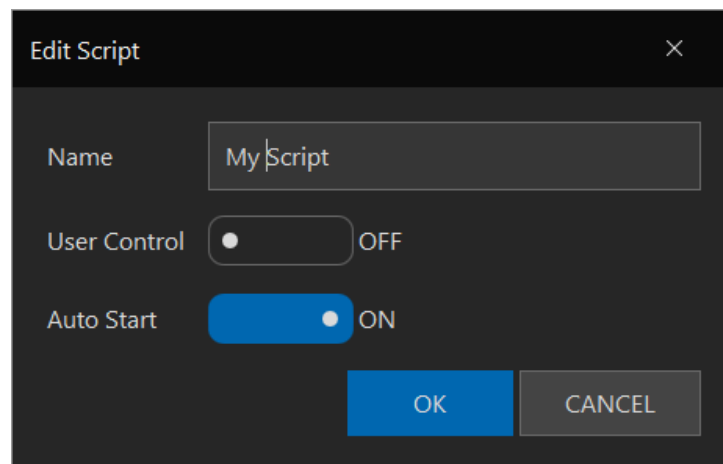 Edit Script
Name
My Script
User Control
OFF
Auto Start
ON
OK
CANCEL